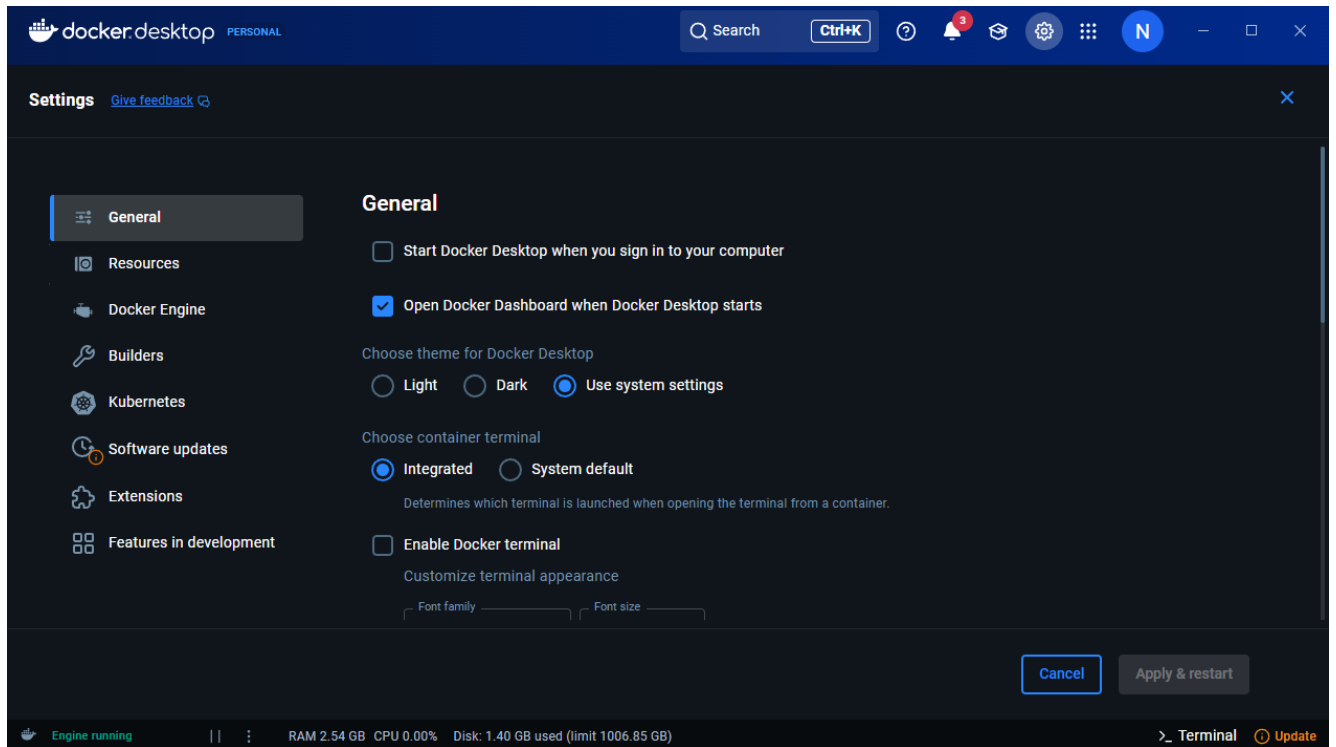 docker.desktop PERSONAL Search Ctrl+K 3 N
Settings Give feedback
General
Resources
Docker Engine
Builders
Kubernetes
Software updates
Extensions
Features in development
General
Start Docker Desktop when you sign in to your computer
Open Docker Dashboard when Docker Desktop starts
Choose theme for Docker Desktop
Light Dark Use system settings
Choose container terminal
Integrated System default
Determines which terminal is launched when opening the terminal from a container.
Enable Docker terminal
Customize terminal appearance
Font family Font size
Cancel Apply & restart
Engine running RAM 2.54 GB CPU 0.00% Disk: 1.40 GB used (limit 1006.85 GB) >_ Terminal Update